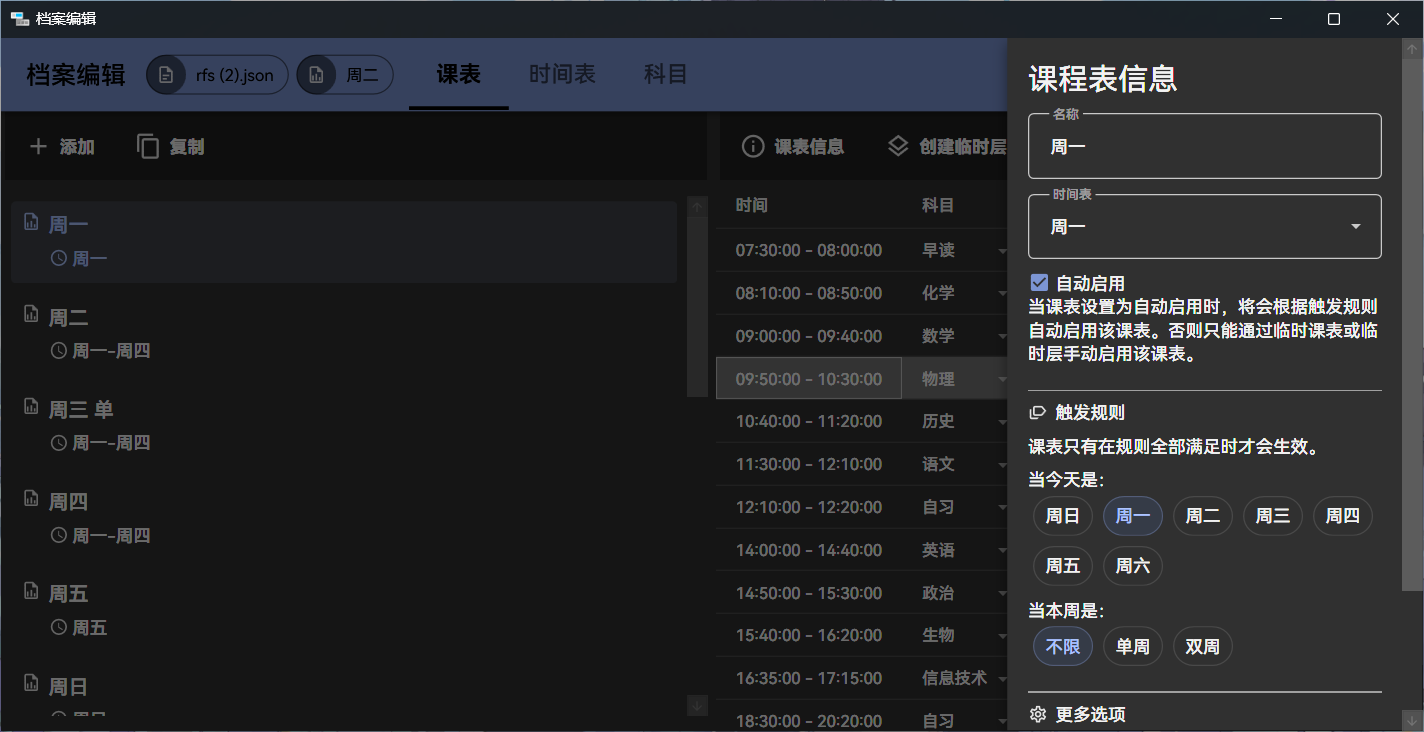 档案编辑
档案编辑 rfs (2).json 周二 课表 时间表 科目
添加 复制
周一
周一
周二
周一-周四
周三 单
周一-周四
周四
周一-周四
周五
周五
周日
课表信息 创建临时层
时间 科目
07:30:00 - 08:00:00 早读
08:10:00 - 08:50:00 化学
09:00:00 - 09:40:00 数学
09:50:00 - 10:30:00 物理
10:40:00 - 11:20:00 历史
11:30:00 - 12:10:00 语文
12:10:00 - 12:20:00 自习
14:00:00 - 14:40:00 英语
14:50:00 - 15:30:00 政治
15:40:00 - 16:20:00 生物
16:35:00 - 17:15:00 信息技术
18:30:00 - 20:20:00 自习
课程表信息
名称
周一
时间表
周一
自动启用
当课表设置为自动启用时，将会根据触发规则
自动启用该课表。否则只能通过临时课表或临
时层手动启用该课表。
触发规则
课表只有在规则全部满足时才会生效。
当今天是：
周日 周一 周二 周三 周四
周五 周六
当本周是：
不限 单周 双周
更多选项